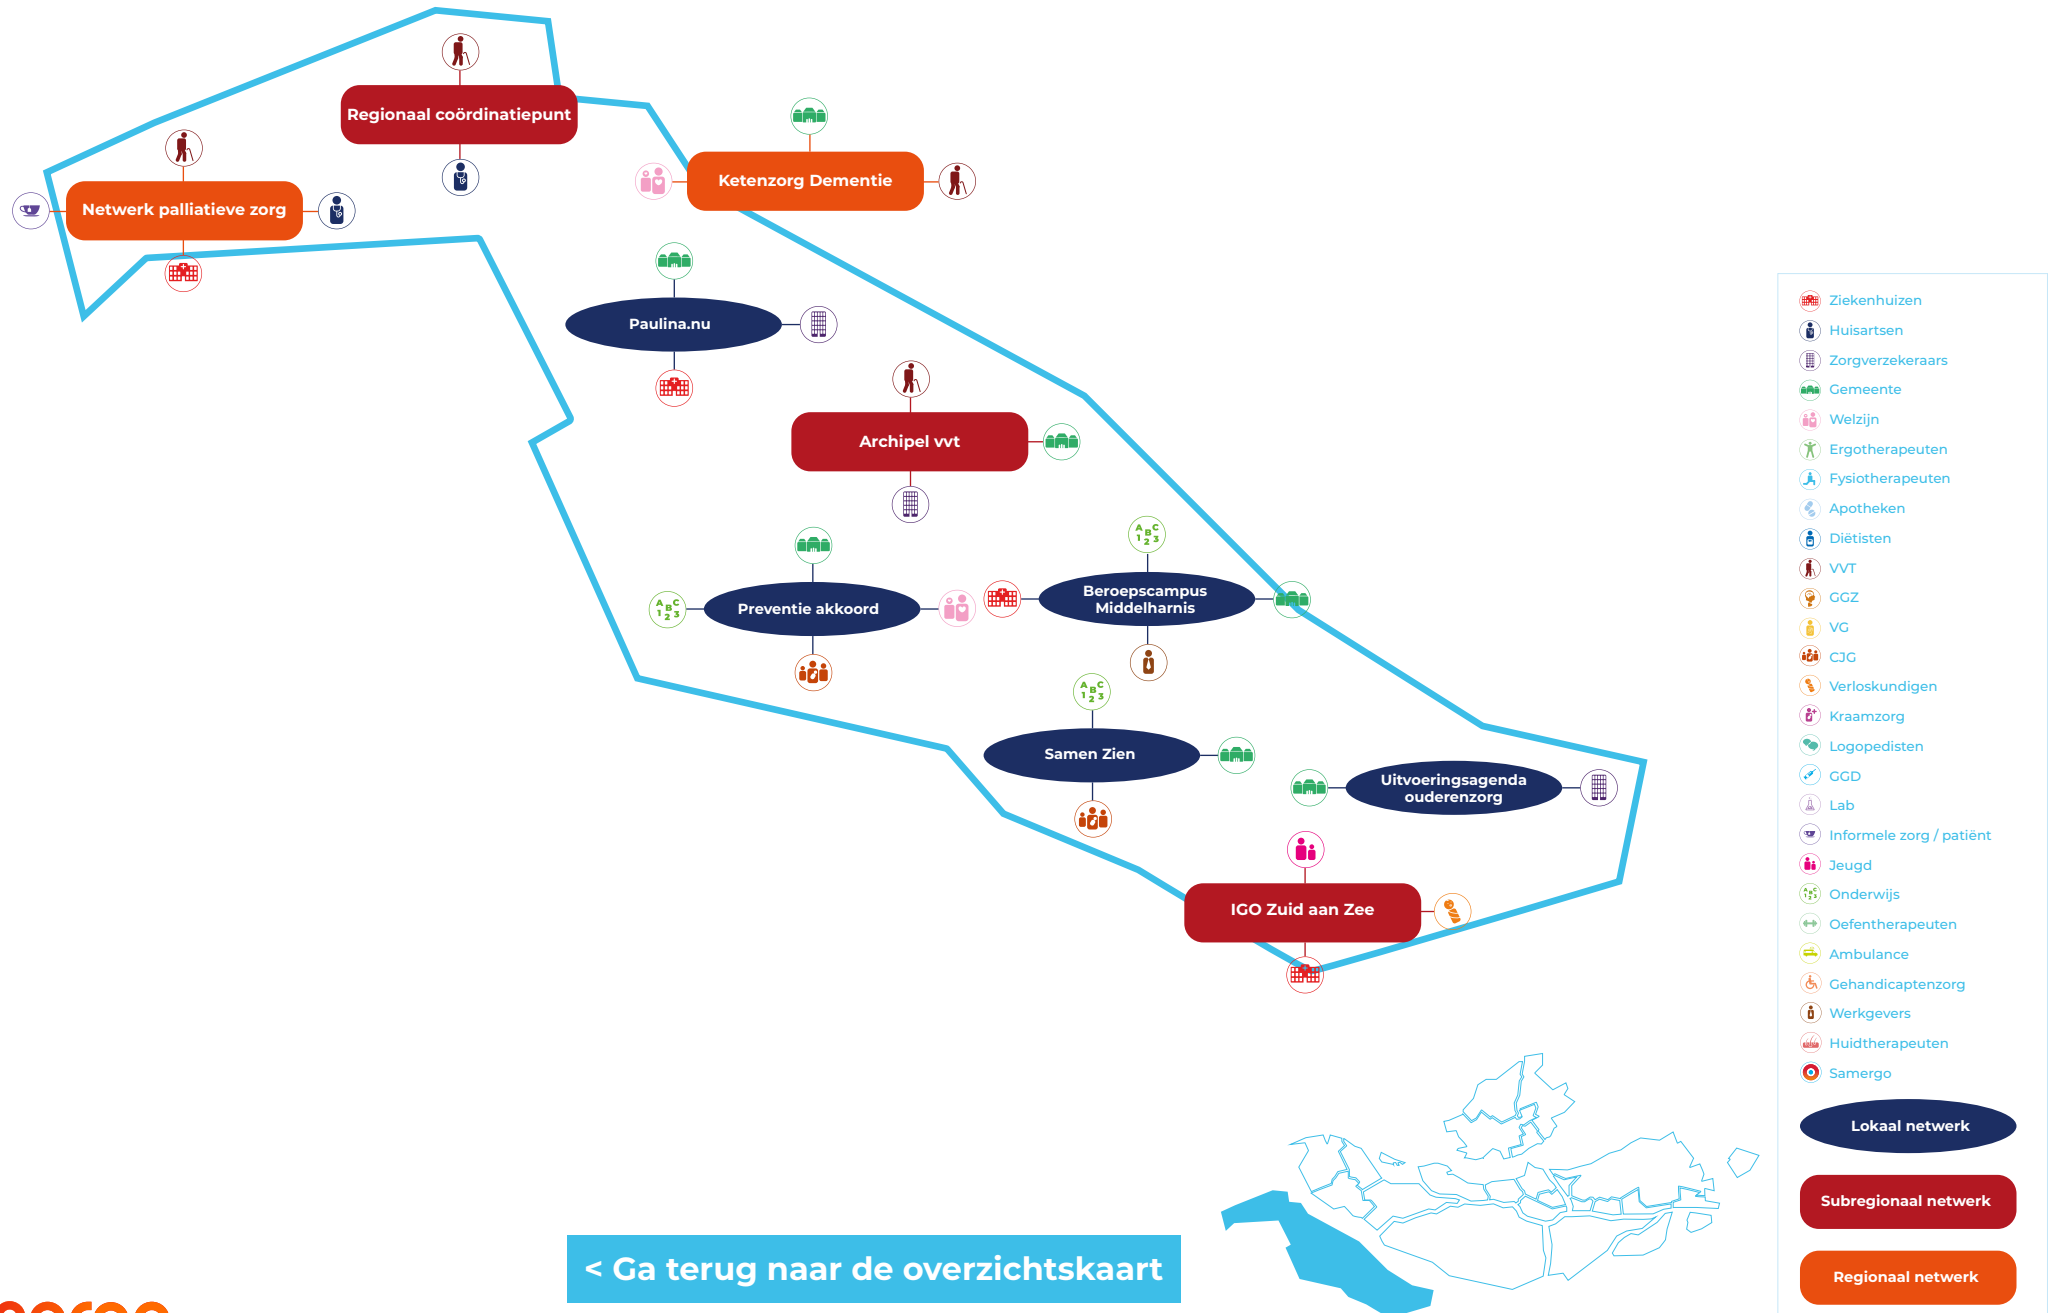 Regionaal coördinatiepunt
Ketenzorg Dementie
Netwerk palliatieve zorg
Paulina.nu
Archipel vvt
Preventie akkoord
Beroepscampus
Middelharnis
Samen Zien
Uitvoeringsagenda
ouderenzorg
IGO Zuid aan Zee
Ziekenhuizen
Huisartsen
Zorgverzekeraars
Gemeente
Welzijn
Ergotherapeuten
Fysiotherapeuten
Apotheken
Diëtisten
VVT
GGZ
VG
CJG
Verloskundigen
Kraamzorg
Logopedisten
GGD
Lab
Informele zorg / patiënt
Jeugd
Onderwijs
Oefentherapeuten
Ambulance
Gehandicaptenzorg
Werkgevers
Huidtherapeuten
Samergo
Lokaal netwerk
Subregionaal netwerk
Regionaal netwerk
< Ga terug naar de overzichtskaart